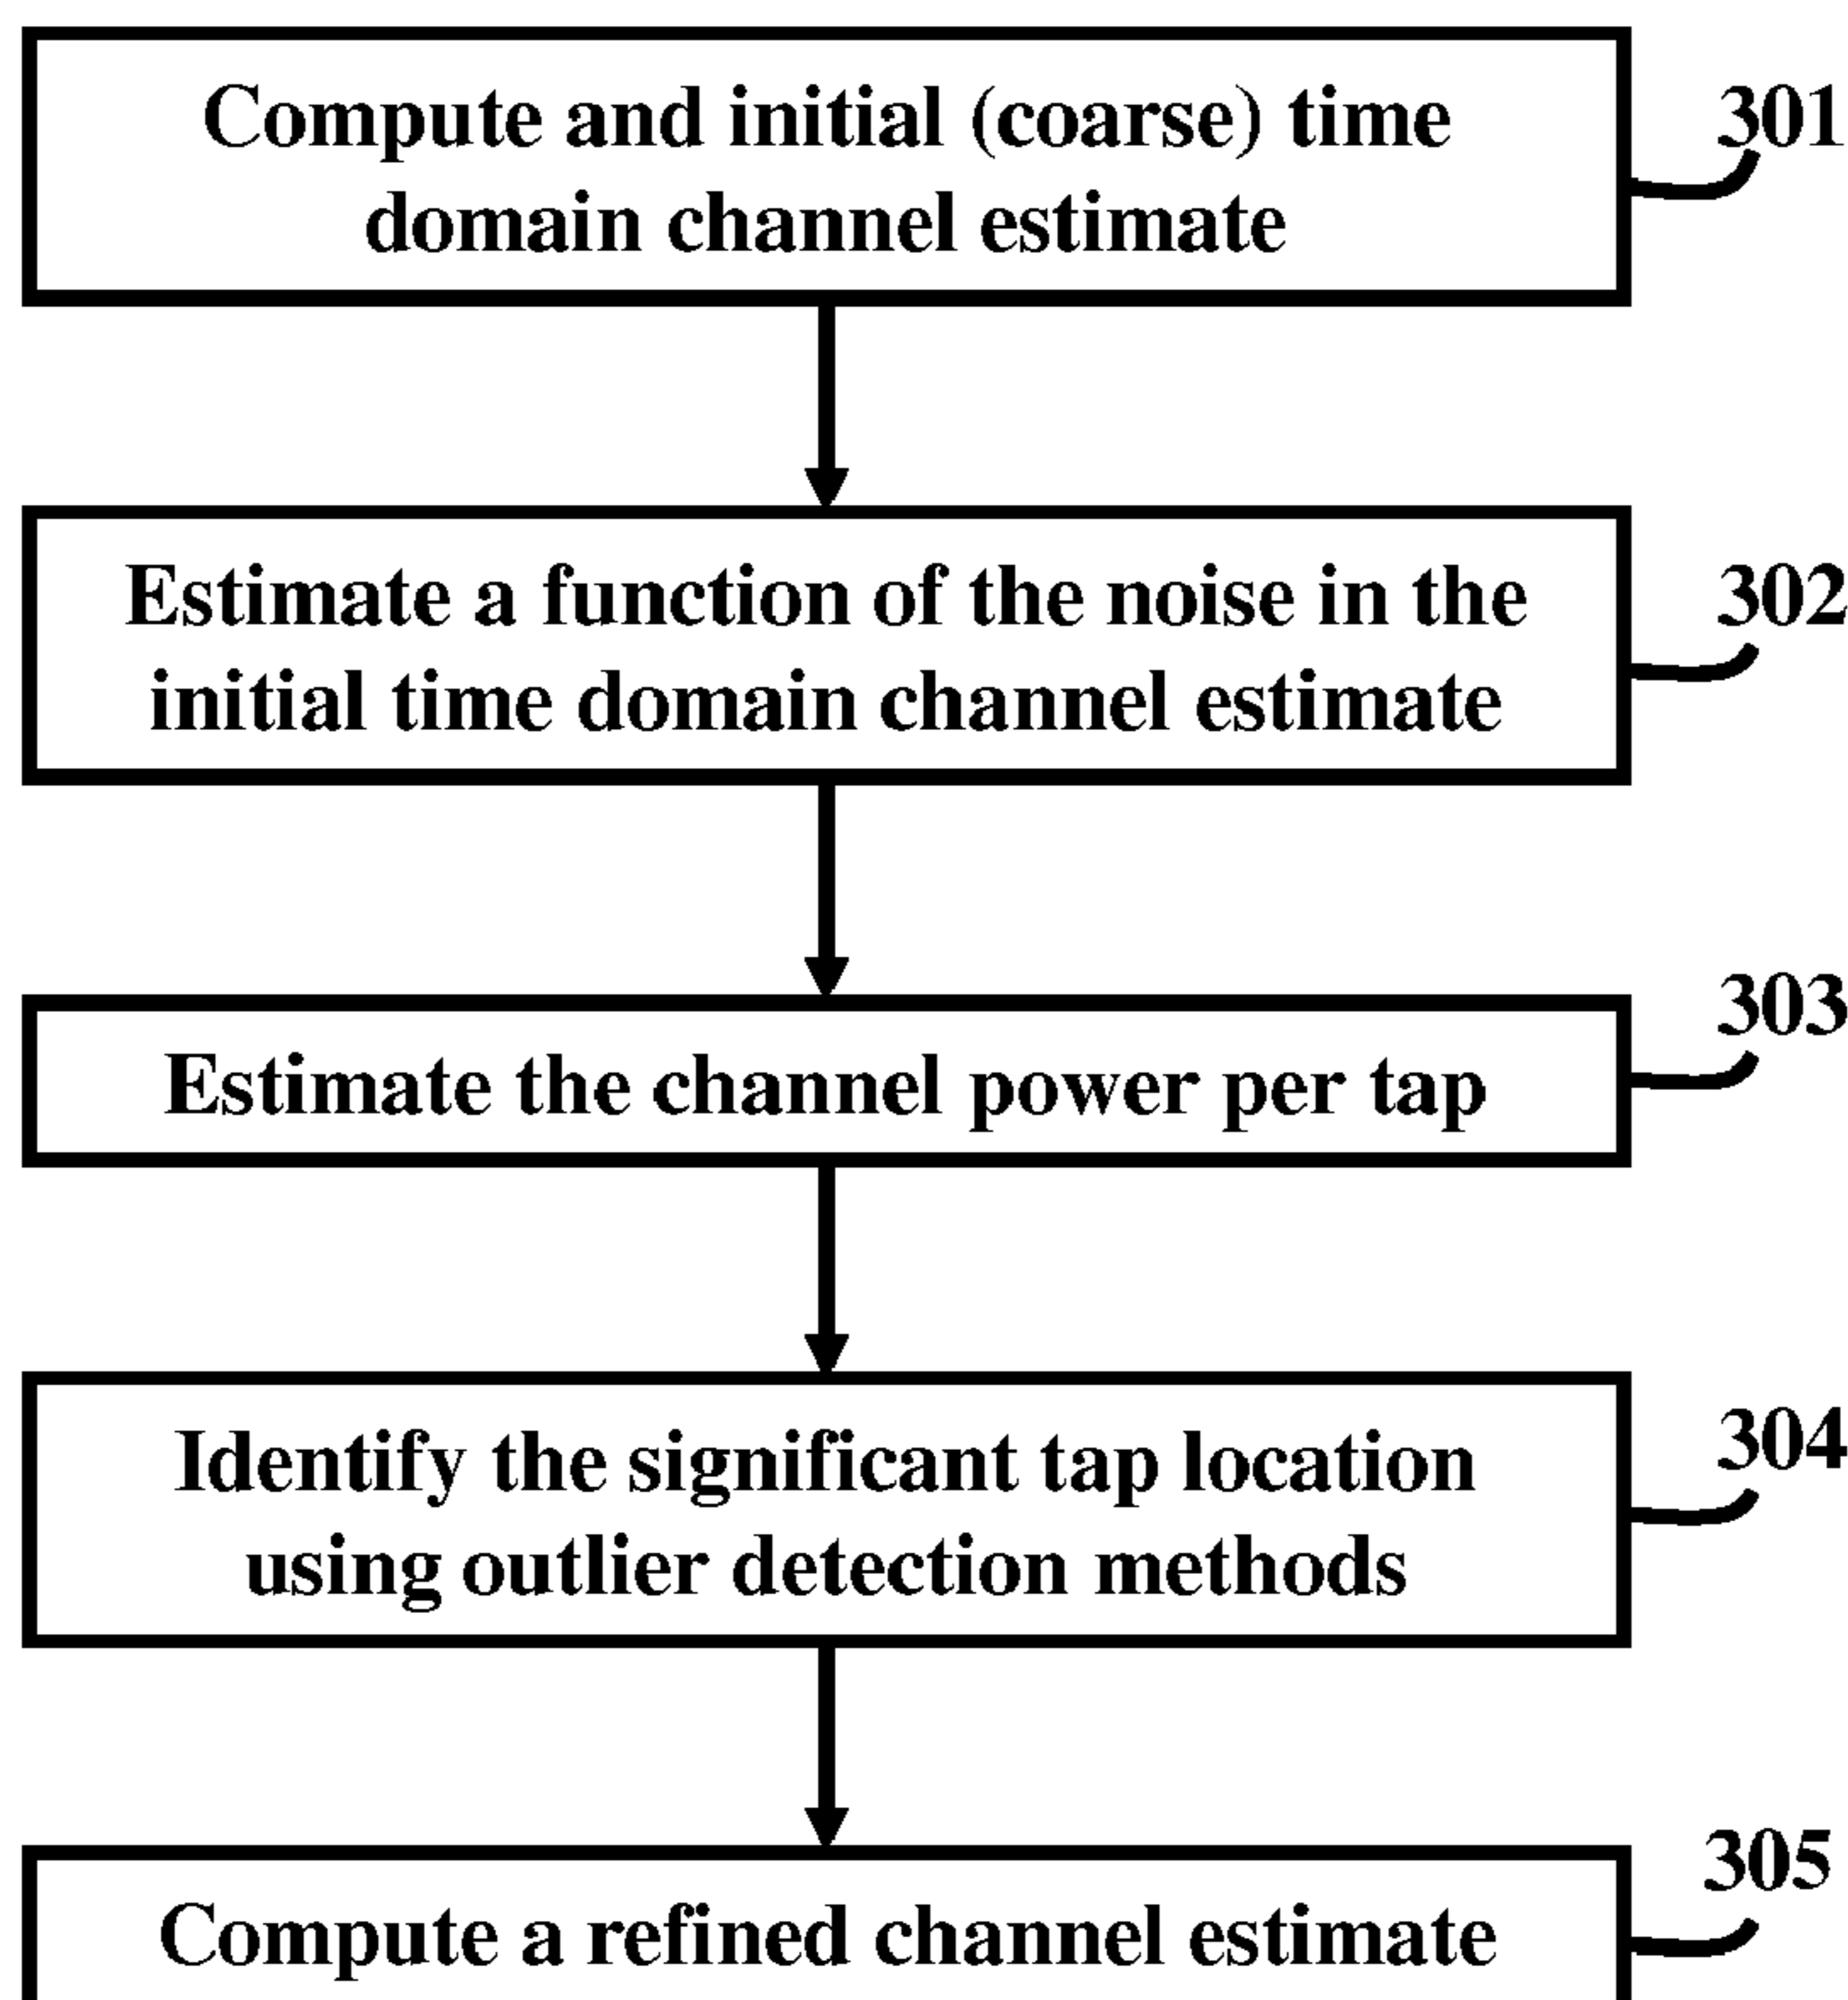 Compute and initial (coarse) time
domain channel estimate
301
Estimate a function of the noise in the
initial time domain channel estimate
302
Estimate the channel power per tap
303
Identify the significant tap location
using outlier detection methods
304
Compute a refined channel estimate
305